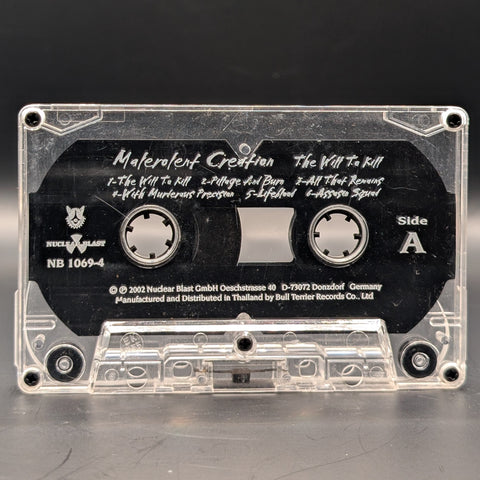 Malevolent Creation The Will To Kill
1-The Will To Kill 2-Pillage And Burn 3-All That Remains
4-With Murderous Precision 5-Lifeblood 6-Assassin Squad
NUCLEAR BLAST
NB 1069-4
Side
A
© ℗ 2002 Nuclear Blast GmbH Oeschstrasse 40 D-73072 Donzdorf Germany
Manufactured and Distributed in Thailand by Bull Terrier Records Co., Ltd